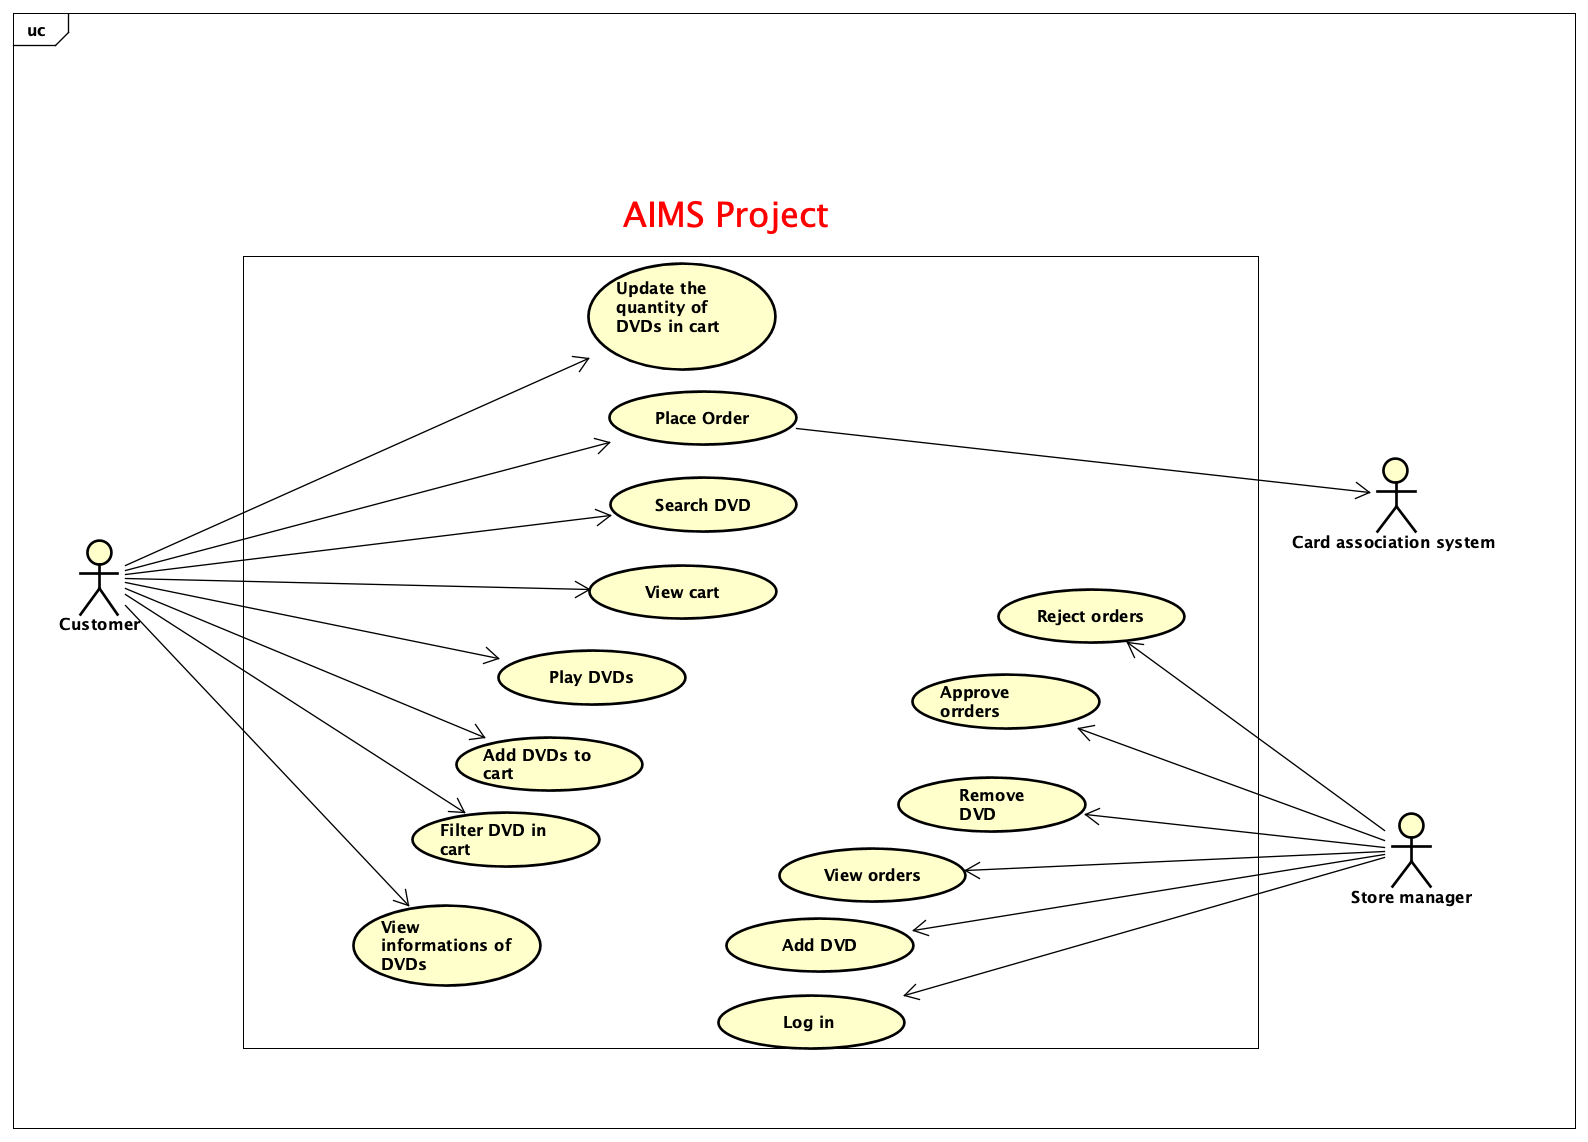 uc
AIMS Project
Update the
quantity of
DVDs in cart
Place Order
Search DVD
Card association system
View cart
Customer
Reject orders
Play DVDs
Approve
orrders
Add DVDs to
cart
Remove
DVD
Filter DVD in
cart
View orders
Store manager
View
informations of
DVDs
Add DVD
Log in